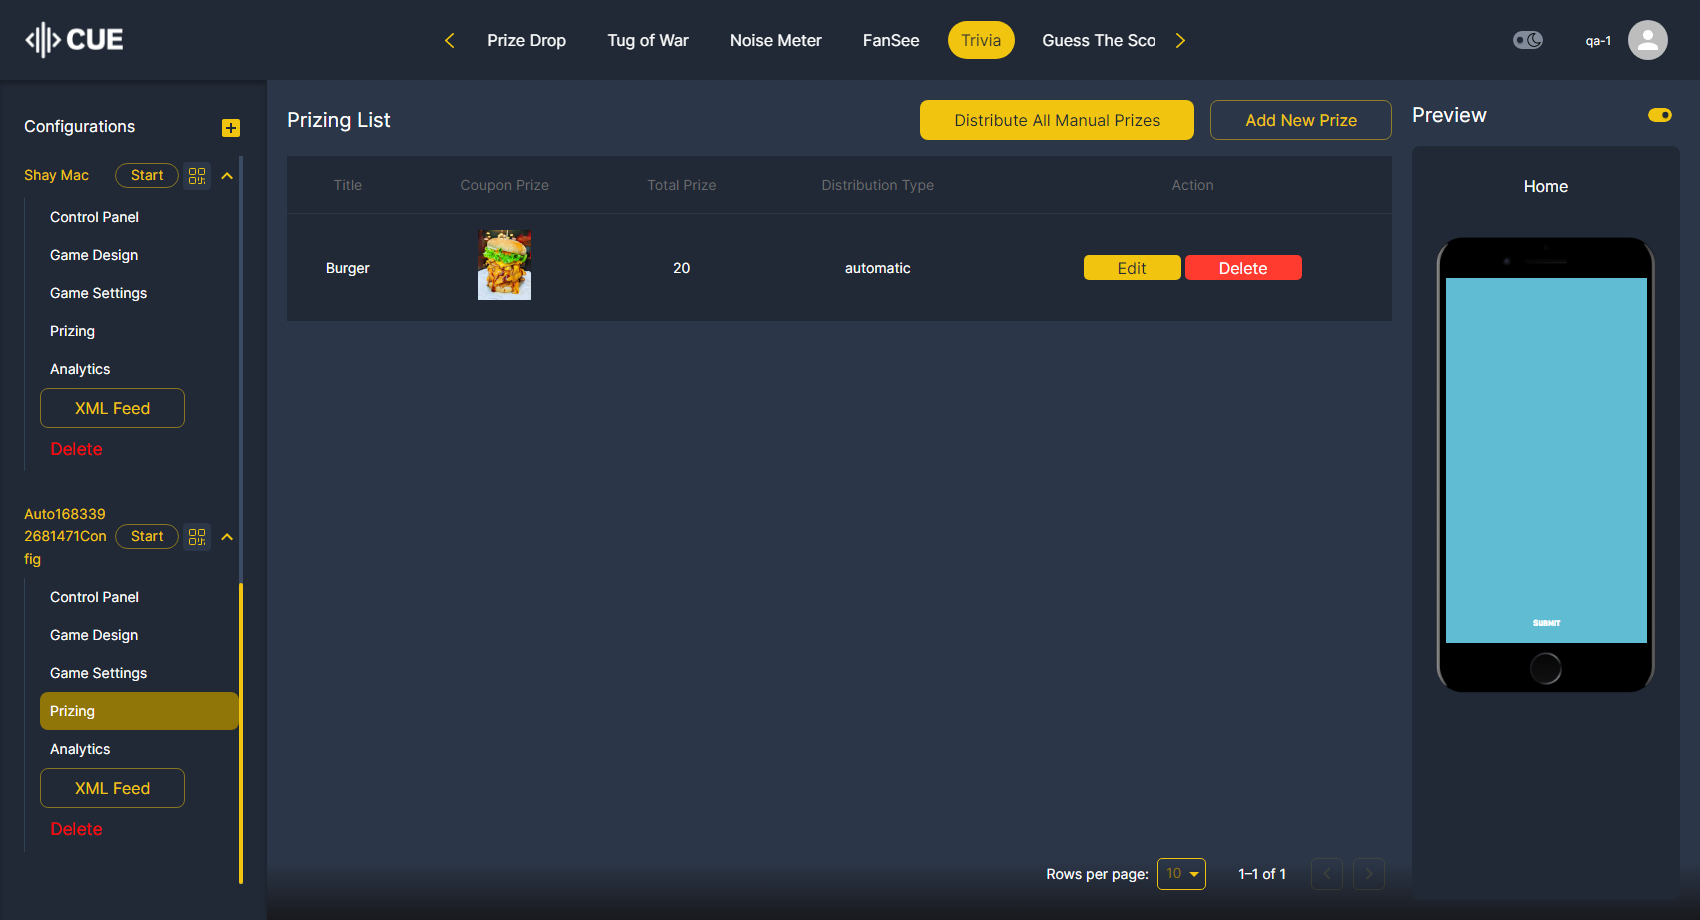 CUE
Prize Drop
Tug of War
Noise Meter
FanSee
Trivia
Guess The Sco
qa-1
Configurations
Shay Mac
Start
Control Panel
Game Design
Game Settings
Prizing
Analytics
XML Feed
Delete
Auto168339
2681471Con
fig
Start
Control Panel
Game Design
Game Settings
Prizing
Analytics
XML Feed
Delete
Prizing List
Distribute All Manual Prizes
Add New Prize
Title
Coupon Prize
Total Prize
Distribution Type
Action
Burger
20
automatic
Edit
Delete
Rows per page:
10
1–1 of 1
Preview
Home
Submit